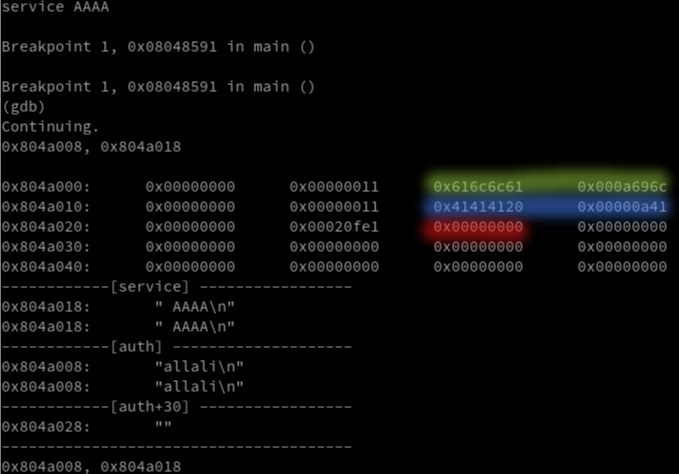 service AAAA
Breakpoint 1, 0x08048591 in main ()
Breakpoint 1, 0x08048591 in main ()
(gdb)
Continuing.
0x804a008, 0x804a018
0x804a000: 0x00000000 0x00000011 0x616c6c61 0x000a696c
0x804a010: 0x00000000 0x00000011 0x41414120 0x00000a41
0x804a020: 0x00000000 0x00020fe1 0x00000000 0x00000000
0x804a030: 0x00000000 0x00000000 0x00000000 0x00000000
0x804a040: 0x00000000 0x00000000 0x00000000 0x00000000
------------[service] -----------------
0x804a018: " AAAA\n"
0x804a018: " AAAA\n"
------------[auth] --------------------
0x804a008: "allali\n"
0x804a008: "allali\n"
------------[auth+30] -----------------
0x804a028: ""
---------------------------------------
0x804a008, 0x804a018